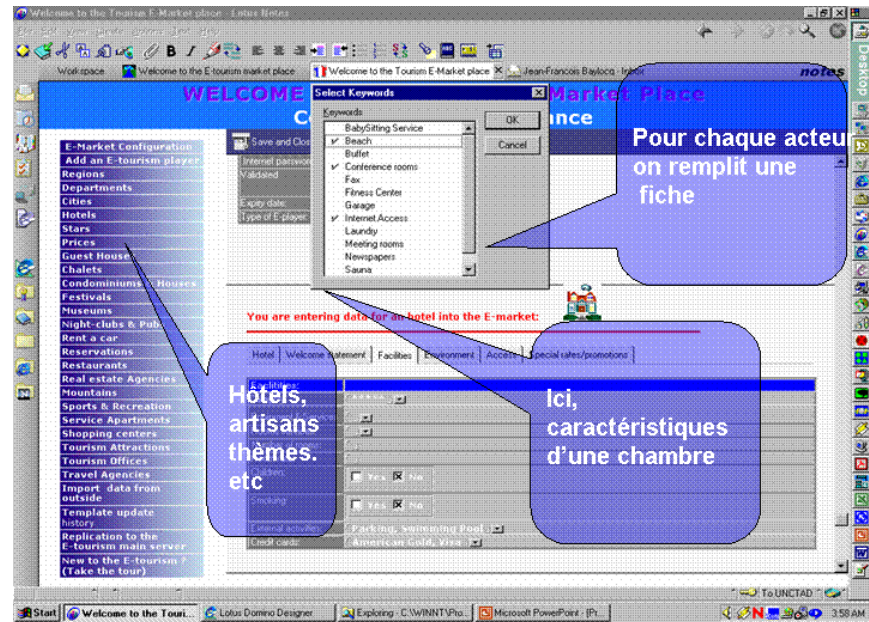 Welcome to the Tourism E-Market place - Lotus Notes
Workspace
Welcome to the E-tourism market place
Welcome to the Tourism E-Market place
Jean-Francois Baylocq - Inbox
notes
Desktop
WELCOME
Market Place
Select Keywords
Keywords
BabySitting Service
Beach
Buffet
Conference rooms
Fax
Fitness Center
Garage
Internet Access
Laundry
Meeting rooms
Newspapers
Sauna
OK
Cancel
Pour chaque acteur
on remplit une
fiche
Save and Clos
Internet password
Validated
Expiry date:
Type of E-player:
E-Market Configuration
Add an E-tourism player
Regions
Departments
Cities
Hotels
Stars
Prices
Guest Houses
Chalets
Condominiums
Houses
Festivals
Museums
Night-clubs & Pub
Rent a car
Reservations
Restaurants
Real estate Agencies
Mountains
Sports & Recreation
Service Apartments
Shopping centers
Tourism Attractions
Tourism Offices
Travel Agencies
Import data from
outside
Template update
history
Replication to the
E-tourism main server
New to the E-tourism ?
(Take the tour)
You are entering data for an hotel into the E-market:
Hotel
Welcome statement
Facilities
Environment
Access
Special rates/promotions
Hôtels,
artisans
thèmes.
etc
Ici,
caractéristiques
d'une chambre
Children:
Yes
No
Smoking:
Yes
No
External activities:
Parking, Swimming Pool
Credit cards:
American Gold, Visa
To UNCTAD
Start
Welcome to the Touri...
Lotus Domino Designer
Exploring - C:\WINNT\Pro...
Microsoft PowerPoint - [Pr...
3:58 AM